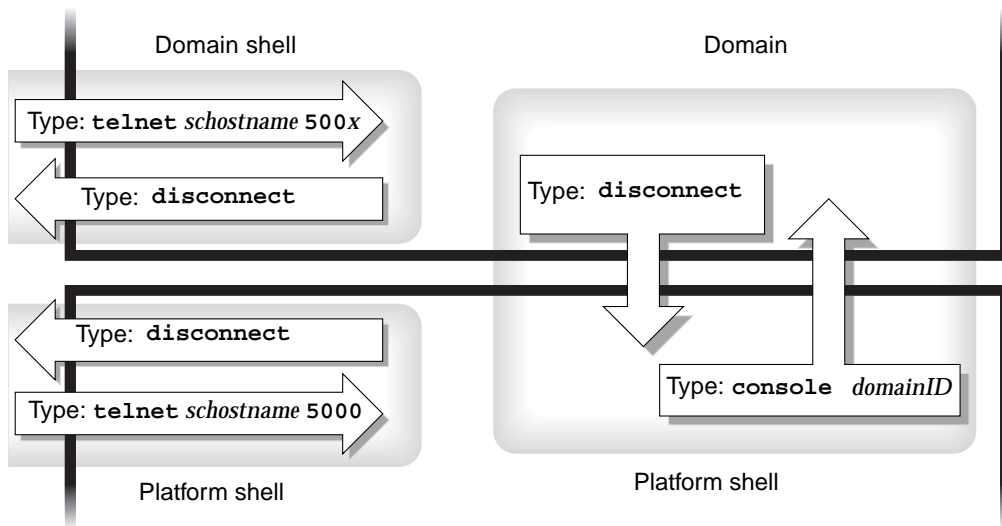 Domain shell
Domain
Type: telnet schostname 500x
Type: disconnect
Type: disconnect
Type: disconnect
Type: telnet schostname 5000
Type: console domainID
Platform shell
Platform shell